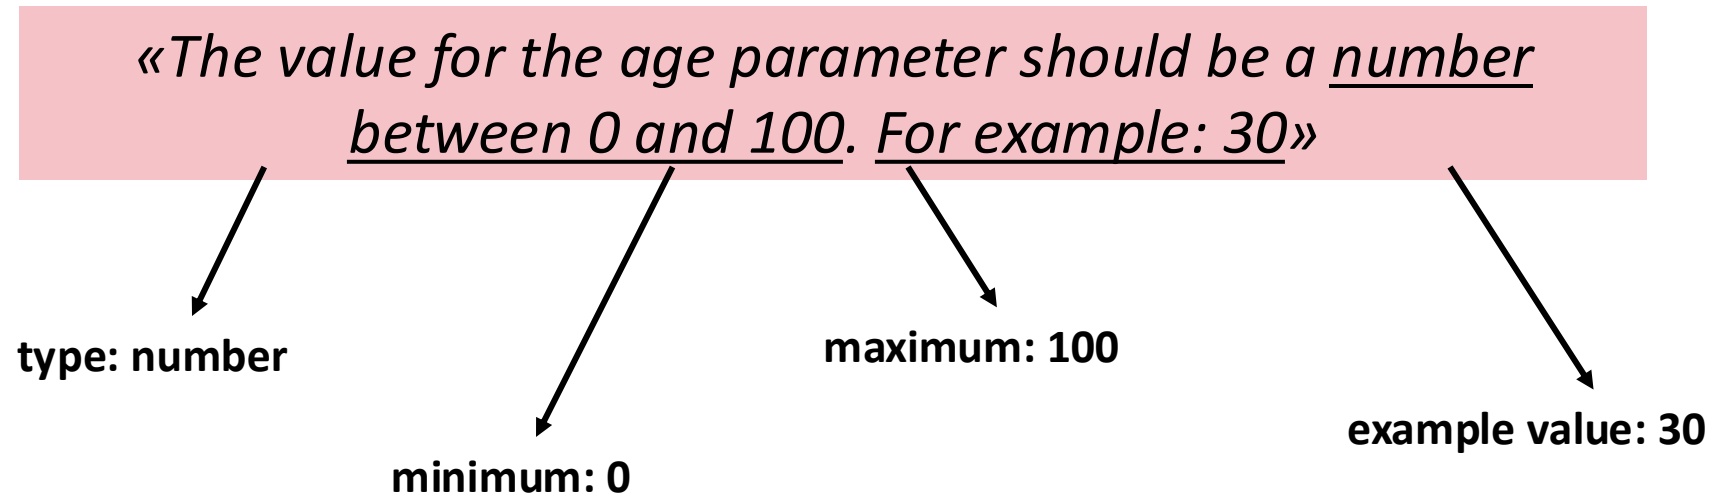 «The value for the age parameter should be a number
between 0 and 100. For example: 30»
type: number
maximum: 100
example value: 30
minimum: 0